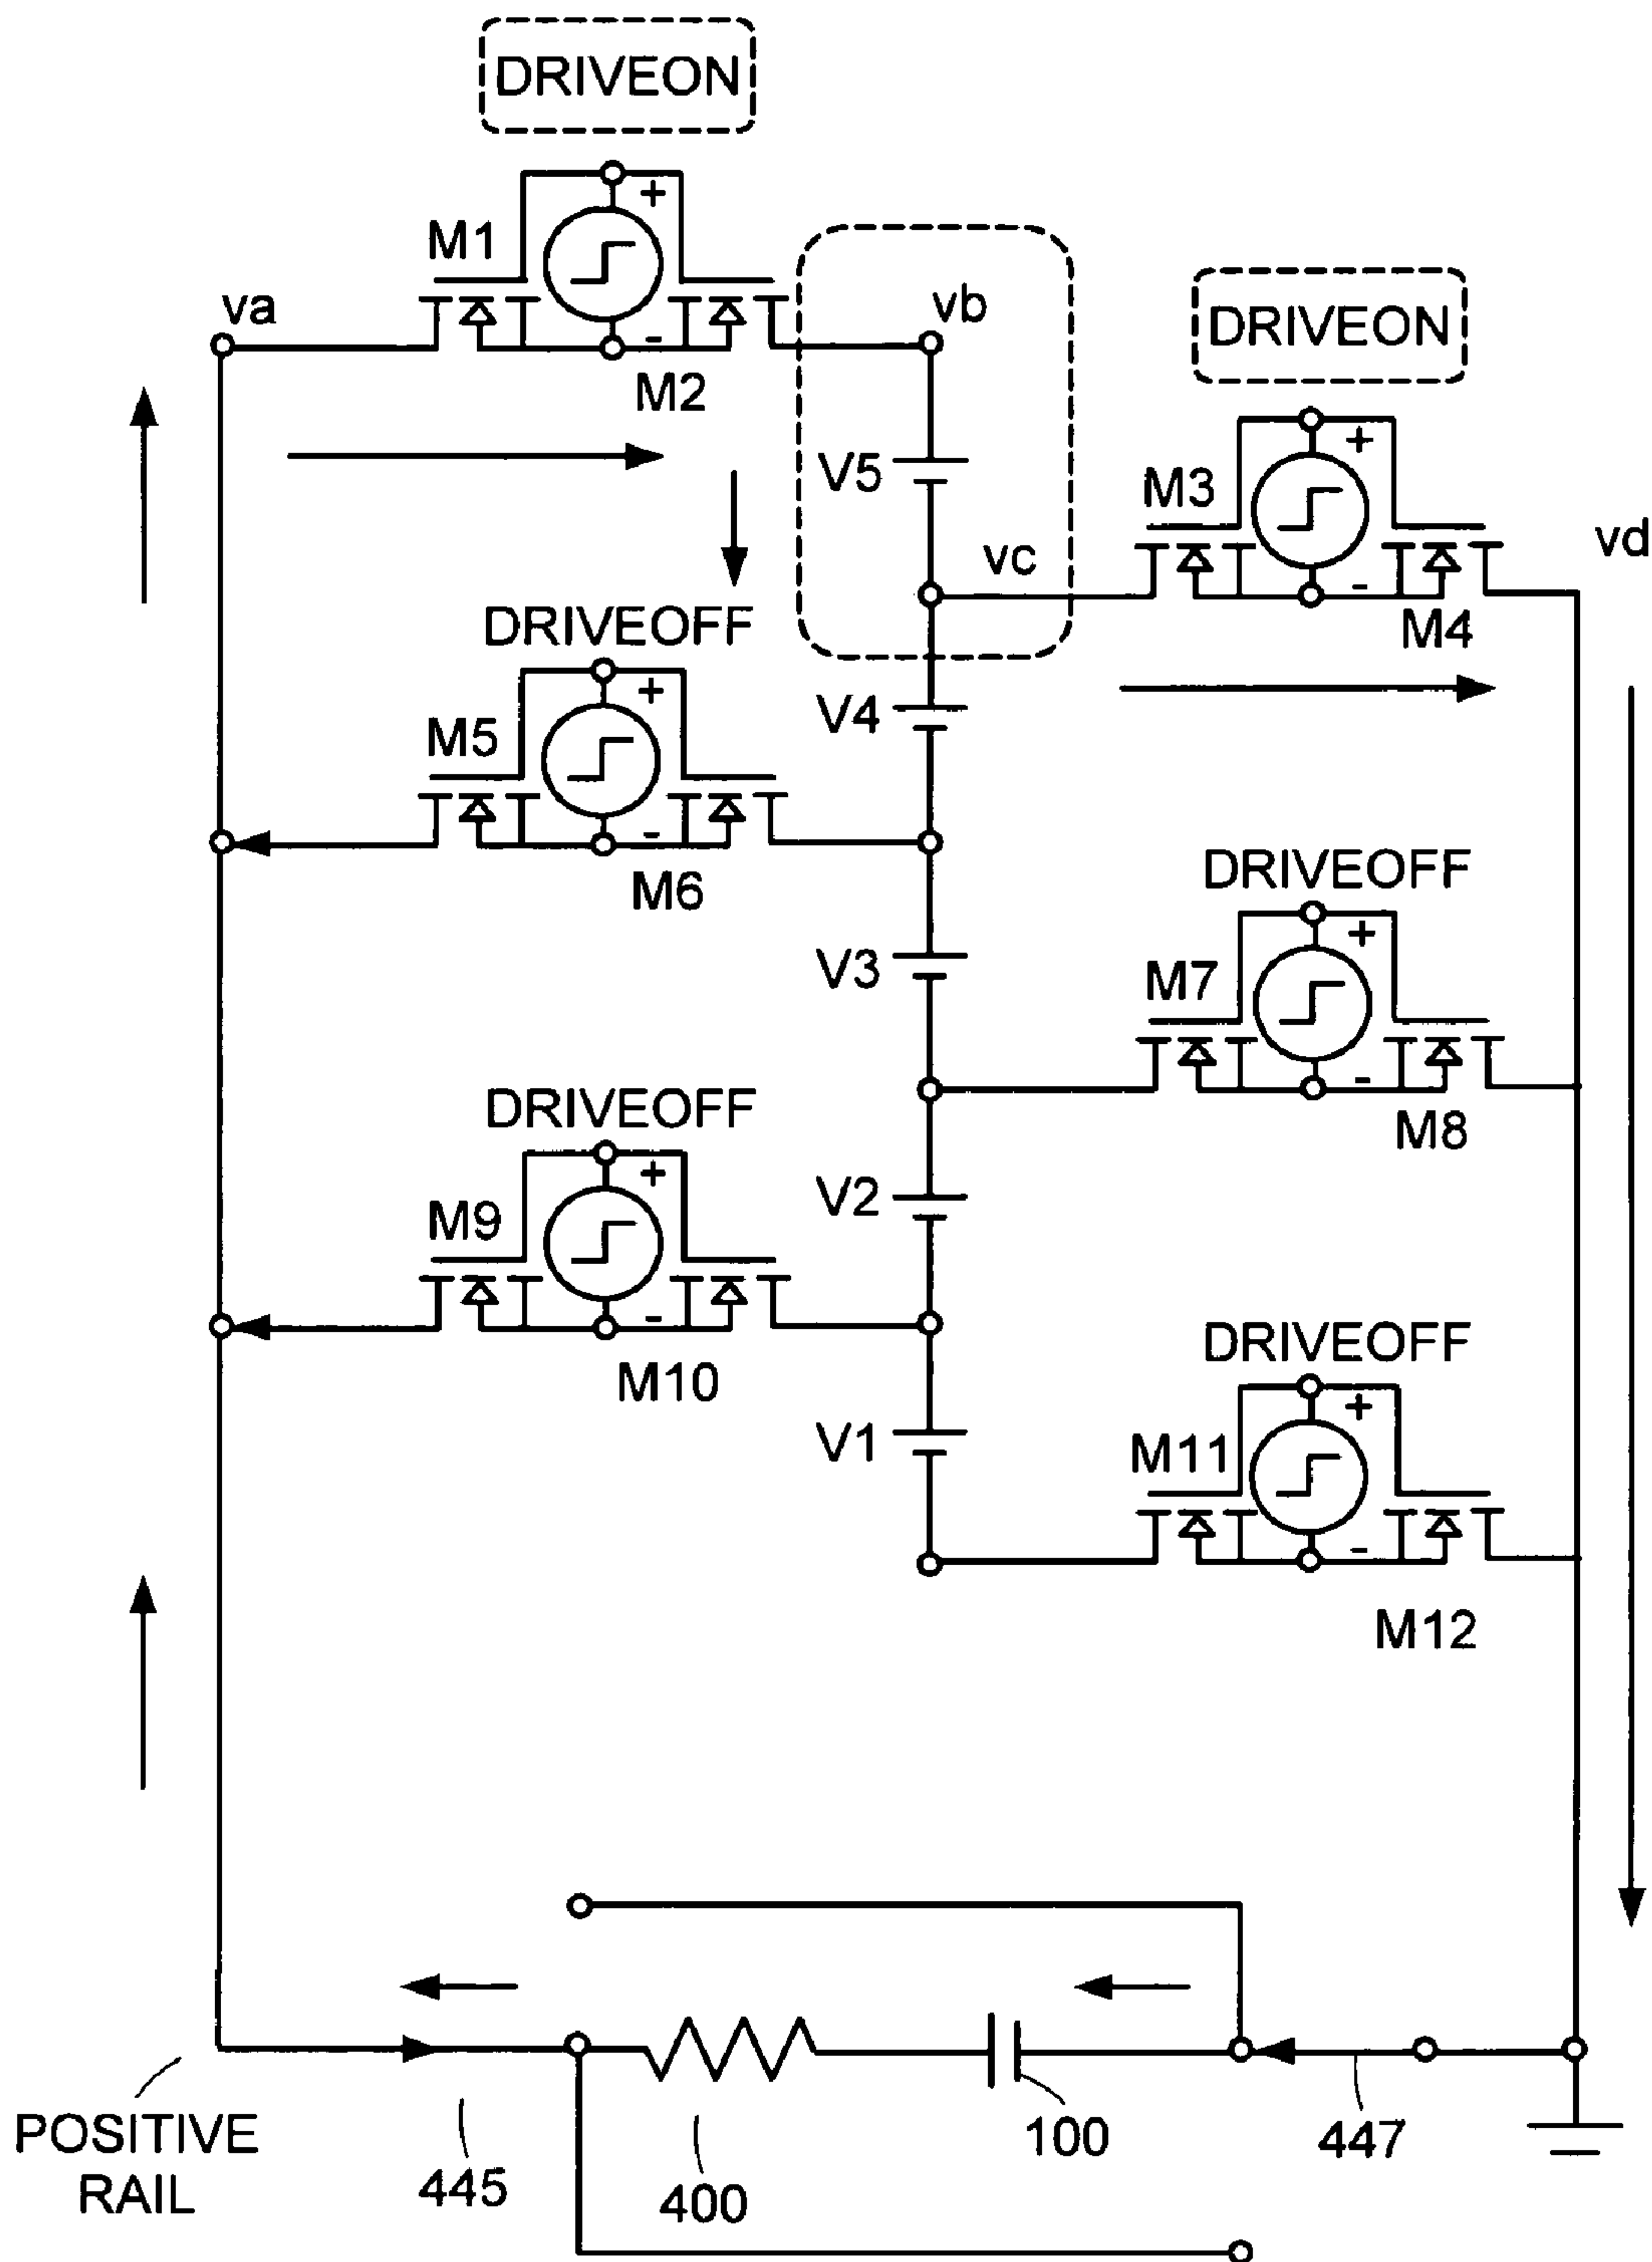 DRIVEON
M1
+
va
-
M2
vb
DRIVEON
V5
M3
+
vd
vc
-
M4
DRIVEOFF
+
M5
V4
-
M6
DRIVEOFF
V3
M7
+
-
M8
DRIVEOFF
+
M9
V2
-
M10
DRIVEOFF
V1
M11
+
-
M12
POSITIVE
RAIL
445
400
100
447